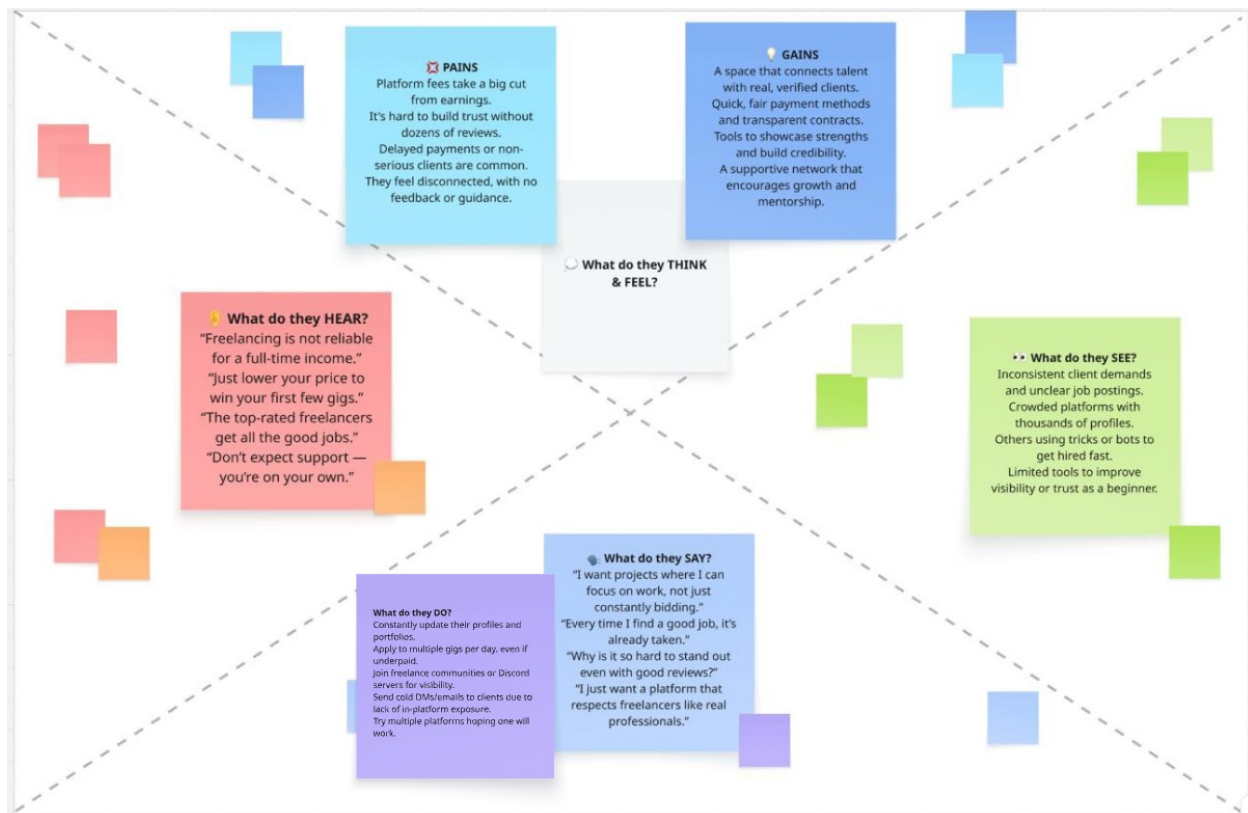 💢 PAINS
Platform fees take a big cut
from earnings.
It's hard to build trust without
dozens of reviews.
Delayed payments or non-
serious clients are common.
They feel disconnected, with no
feedback or guidance.
💡 GAINS
A space that connects talent
with real, verified clients.
Quick, fair payment methods
and transparent contracts.
Tools to showcase strengths
and build credibility.
A supportive network that
encourages growth and
mentorship.
💭 What do they THINK
& FEEL?
👂 What do they HEAR?
“Freelancing is not reliable
for a full-time income.”
“Just lower your price to
win your first few gigs.”
“The top-rated freelancers
get all the good jobs.”
“Don’t expect support —
you’re on your own.”
👀 What do they SEE?
Inconsistent client demands
and unclear job postings.
Crowded platforms with
thousands of profiles.
Others using tricks or bots to
get hired fast.
Limited tools to improve
visibility or trust as a beginner.
What do they DO?
Constantly update their profiles and
portfolios.
Apply to multiple gigs per day, even if
underpaid.
Join freelance communities or Discord
servers for visibility.
Send cold DMs/emails to clients due to
lack of in-platform exposure.
Try multiple platforms hoping one will
work.
🗣️ What do they SAY?
“I want projects where I can
focus on work, not just
constantly bidding.”
“Every time I find a good job, it's
already taken.”
“Why is it so hard to stand out
even with good reviews?”
“I just want a platform that
respects freelancers like real
professionals.”